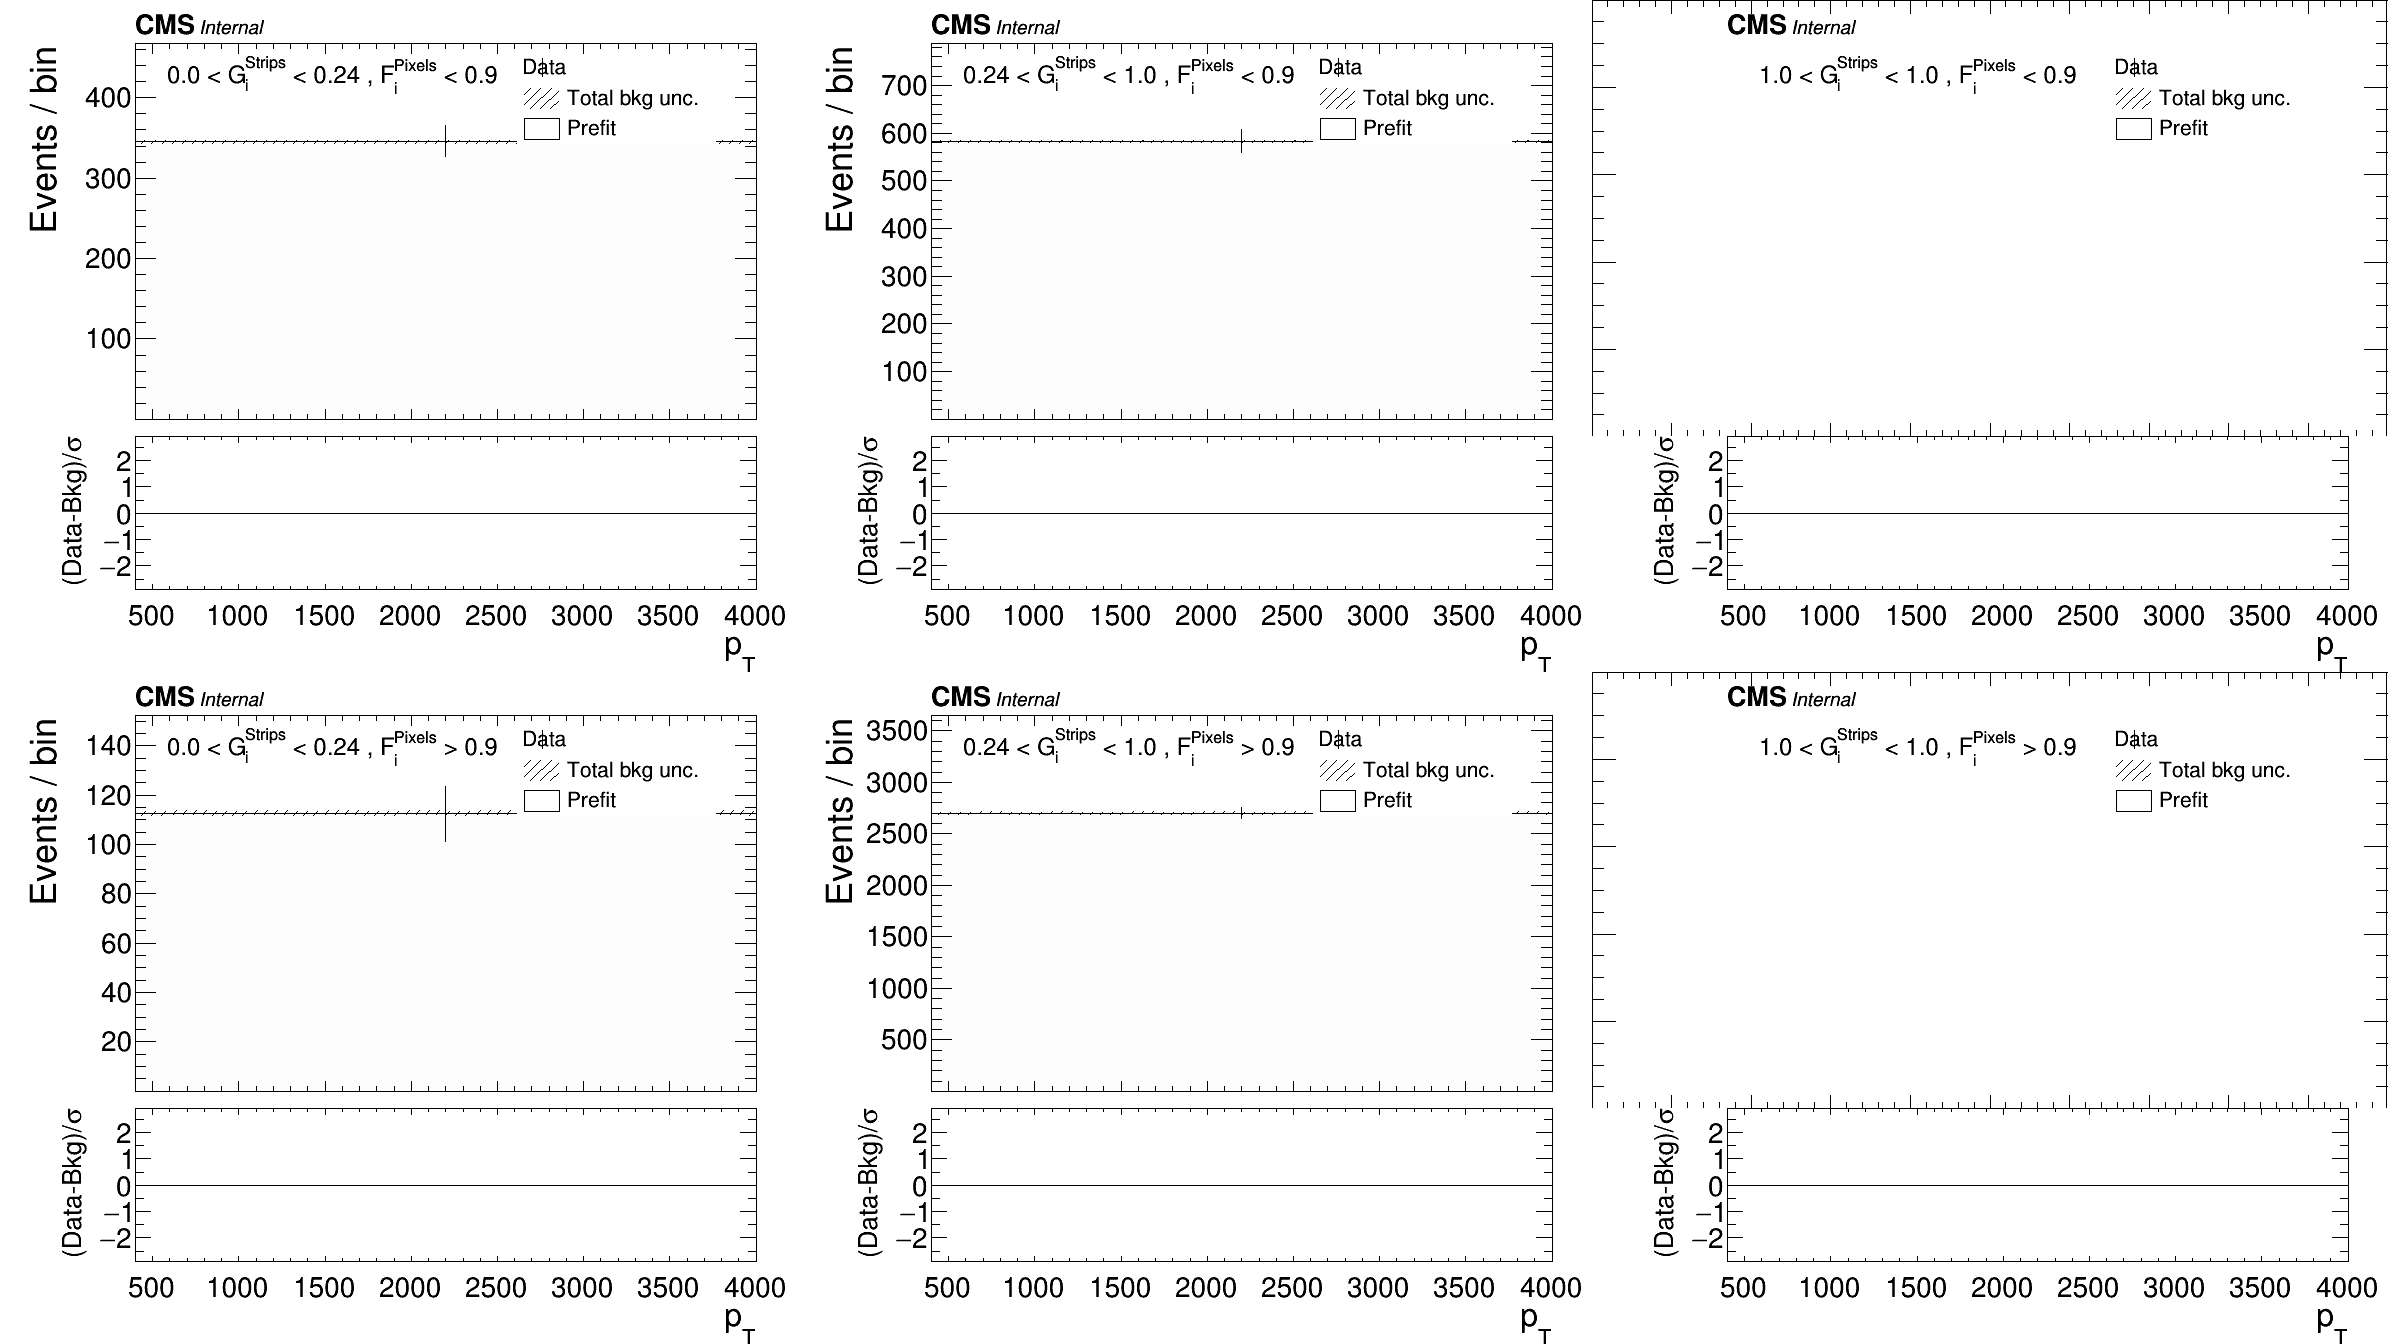 CMS Internal
0.0 < G_i^Strips < 0.24 , F_i^Pixels < 0.9
Data
Total bkg unc.
Prefit
Events / bin
400
300
200
100
(Data-Bkg)/σ
2
1
0
−1
−2
500 1000 1500 2000 2500 3000 3500 4000
p_T
CMS Internal
0.24 < G_i^Strips < 1.0 , F_i^Pixels < 0.9
Data
Total bkg unc.
Prefit
Events / bin
700
600
500
400
300
200
100
(Data-Bkg)/σ
2
1
0
−1
−2
500 1000 1500 2000 2500 3000 3500 4000
p_T
CMS Internal
1.0 < G_i^Strips < 1.0 , F_i^Pixels < 0.9
Data
Total bkg unc.
Prefit
(Data-Bkg)/σ
2
1
0
−1
−2
500 1000 1500 2000 2500 3000 3500 4000
p_T
CMS Internal
0.0 < G_i^Strips < 0.24 , F_i^Pixels > 0.9
Data
Total bkg unc.
Prefit
Events / bin
140
120
100
80
60
40
20
(Data-Bkg)/σ
2
1
0
−1
−2
500 1000 1500 2000 2500 3000 3500 4000
p_T
CMS Internal
0.24 < G_i^Strips < 1.0 , F_i^Pixels > 0.9
Data
Total bkg unc.
Prefit
Events / bin
3500
3000
2500
2000
1500
1000
500
(Data-Bkg)/σ
2
1
0
−1
−2
500 1000 1500 2000 2500 3000 3500 4000
p_T
CMS Internal
1.0 < G_i^Strips < 1.0 , F_i^Pixels > 0.9
Data
Total bkg unc.
Prefit
(Data-Bkg)/σ
2
1
0
−1
−2
500 1000 1500 2000 2500 3000 3500 4000
p_T